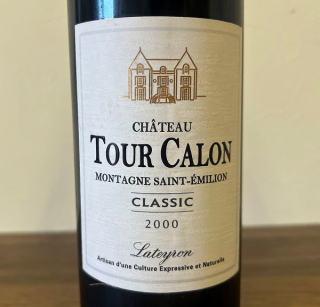 CHÂTEAU
TOUR CALON
MONTAGNE SAINT-ÉMILION
CLASSIC
2000
Lateyron
Artisan d'une Culture Expressive et Naturelle